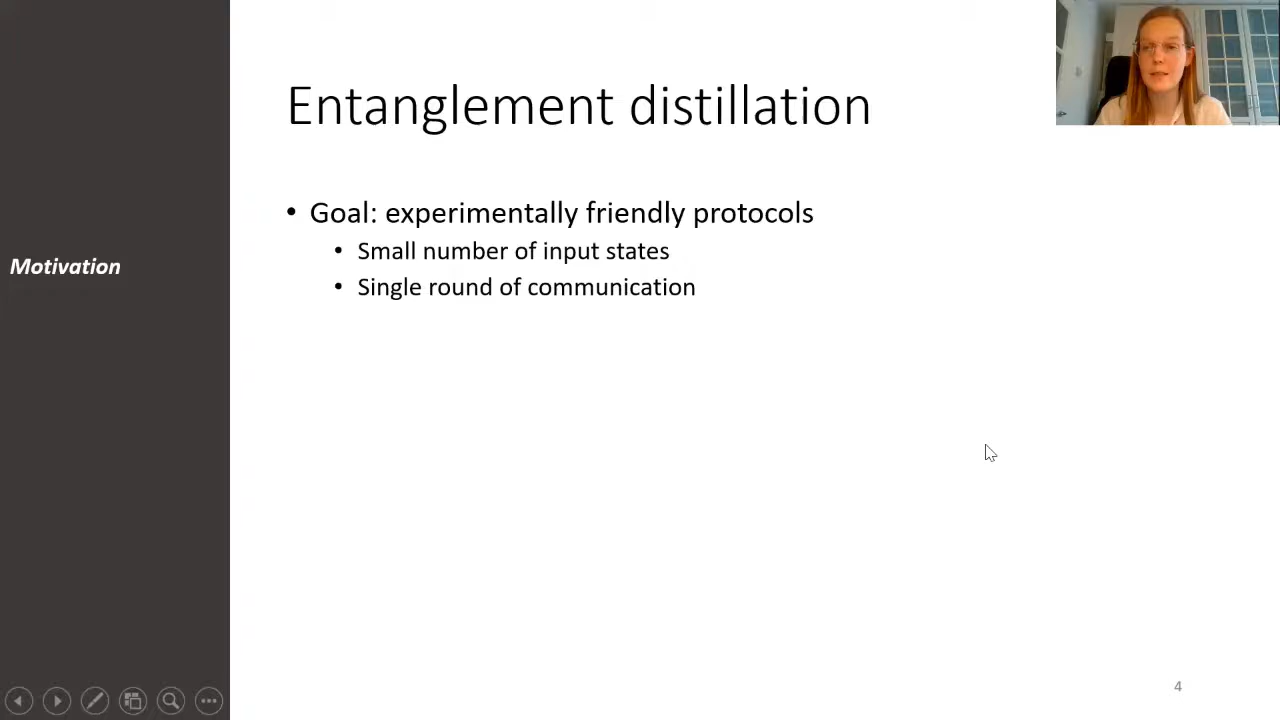 Entanglement distillation
• Goal: experimentally friendly protocols
• Small number of input states
• Single round of communication
Motivation
4